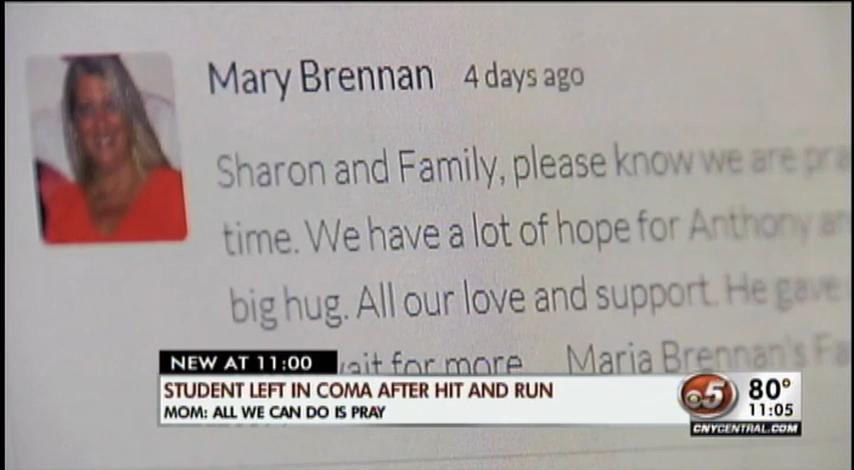 Mary Brennan 4 days ago
Sharon and Family, please know we are pra
time. We have a lot of hope for Anthony an
big hug. All our love and support. He gave
ait for more Maria Brennan's Fa
NEW AT 11:00
STUDENT LEFT IN COMA AFTER HIT AND RUN
MOM: ALL WE CAN DO IS PRAY
5 80°
11:05
CNYCENTRAL.COM